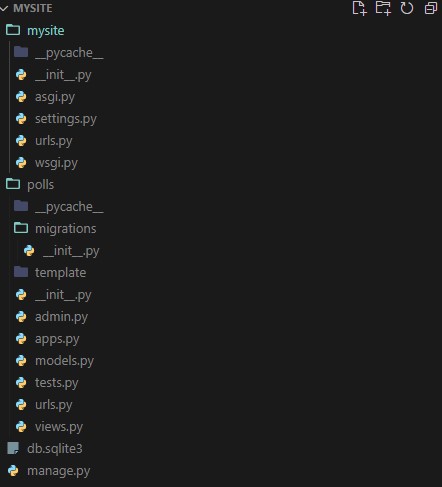 MYSITE
mysite
__pycache__
__init__.py
asgi.py
settings.py
urls.py
wsgi.py
polls
__pycache__
migrations
__init__.py
template
__init__.py
admin.py
apps.py
models.py
tests.py
urls.py
views.py
db.sqlite3
manage.py